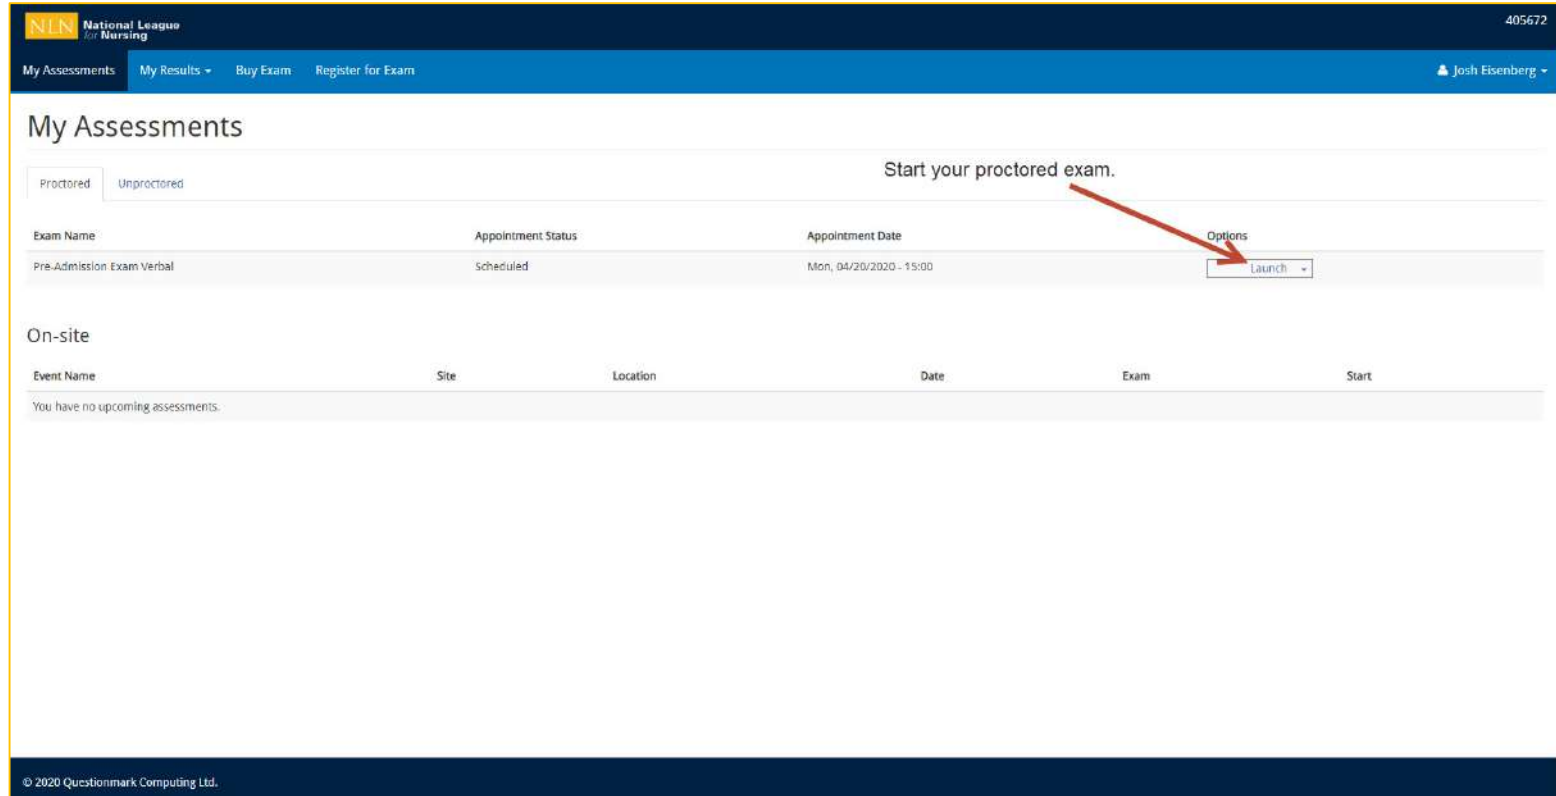 NLN National League
for Nursing
405672
My Assessments My Results Buy Exam Register for Exam Josh Eisenberg
My Assessments
Start your proctored exam.
Proctored Unproctored
Exam Name Appointment Status Appointment Date Options
Pre-Admission Exam Verbal Scheduled Mon, 04/20/2020 - 15:00 Launch
On-site
Event Name Site Location Date Exam Start
You have no upcoming assessments.
© 2020 Questionmark Computing Ltd.